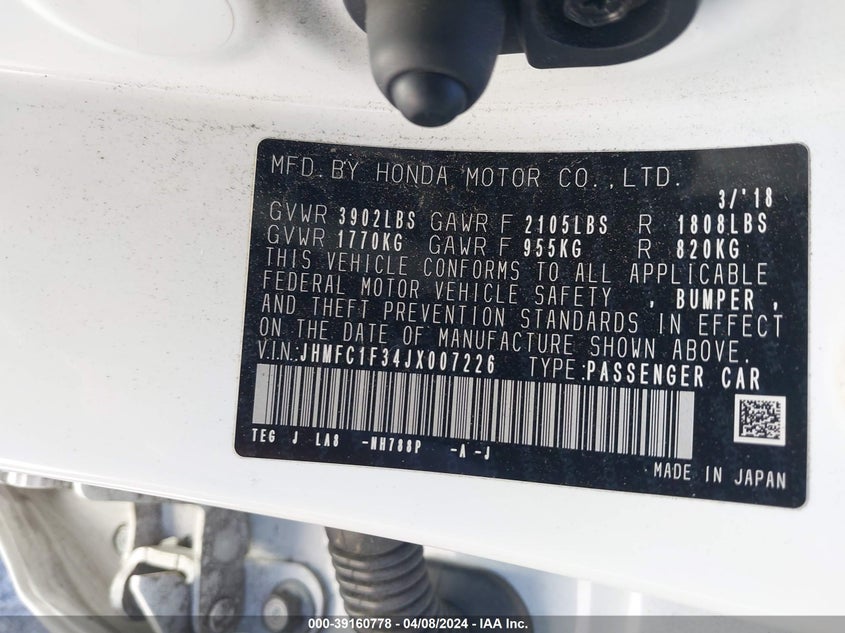 MFD. BY HONDA MOTOR CO., LTD.
3/'18
GVWR 3902LBS GAWR F 2105LBS R 1808LBS
GVWR 1770KG GAWR F 955KG R 820KG
THIS VEHICLE CONFORMS TO ALL APPLICABLE
FEDERAL MOTOR VEHICLE SAFETY , BUMPER ,
AND THEFT PREVENTION STANDARDS IN EFFECT
ON THE DATE OF MANUFACTURE SHOWN ABOVE.
V.I.N.:JHMFC1F34JX007226 TYPE:PASSENGER CAR
TEG J LA8 -NH788P -A -J
MADE IN JAPAN
000-39160778 - 04/08/2024 - IAA Inc.